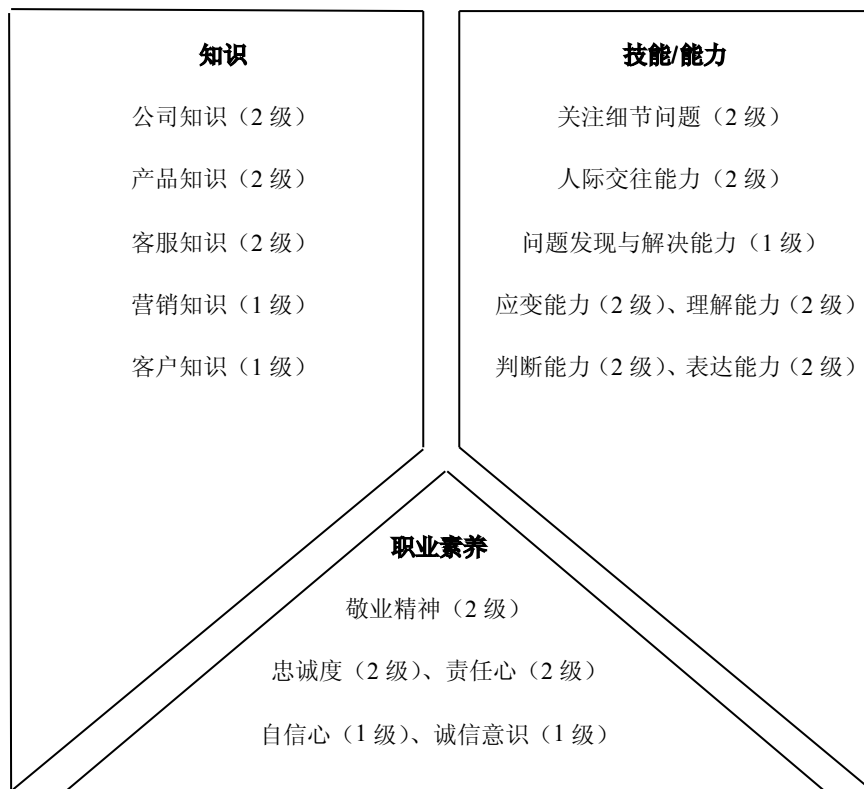 知识
公司知识（2 级）
产品知识（2 级）
客服知识（2 级）
营销知识（1 级）
客户知识（1 级）
技能/能力
关注细节问题（2 级）
人际交往能力（2 级）
问题发现与解决能力（1 级）
应变能力（2 级）、理解能力（2 级）
判断能力（2 级）、表达能力（2 级）
职业素养
敬业精神（2 级）
忠诚度（2 级）、责任心（2 级）
自信心（1 级）、诚信意识（1 级）